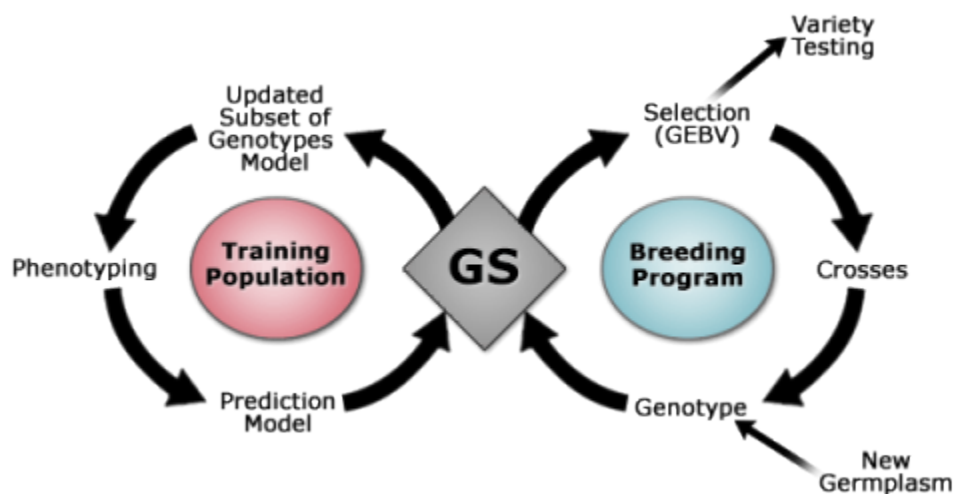 Variety
Testing
Updated
Subset of
Genotypes
Model
Selection
(GEBV)
Phenotyping
Training
Population
GS
Breeding
Program
Crosses
Prediction
Model
Genotype
New
Germplasm